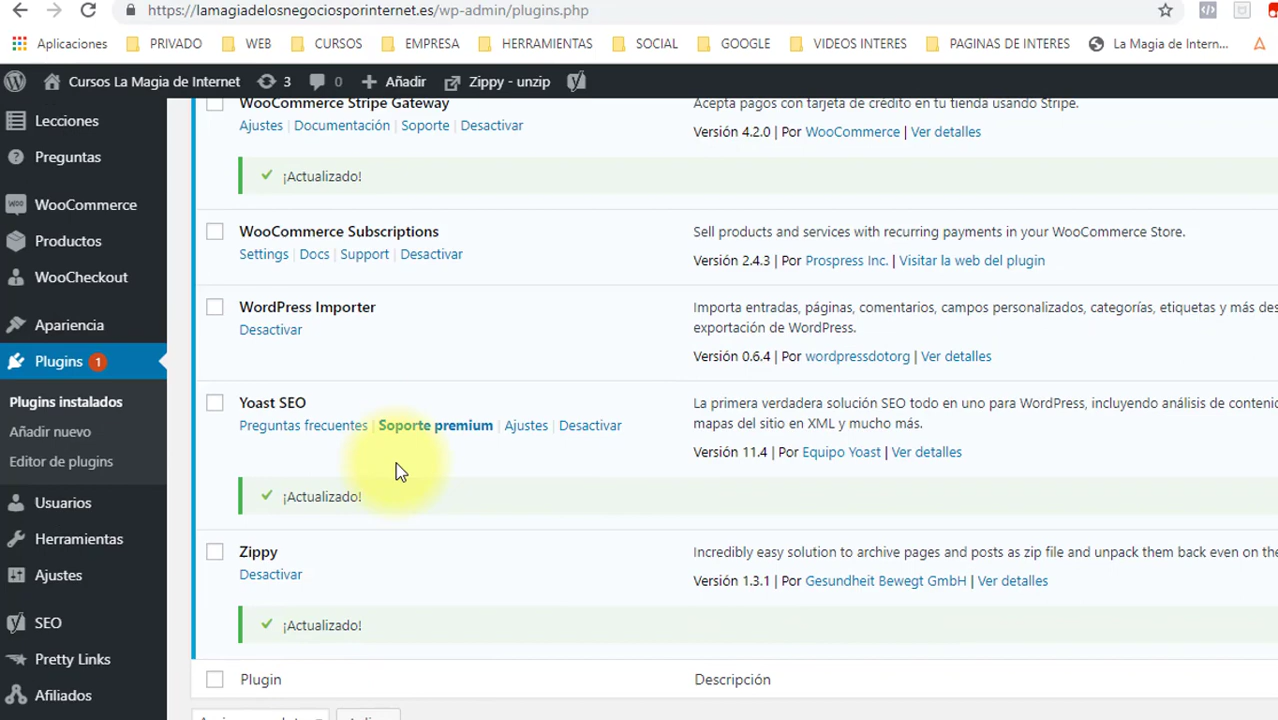 https://lamagiadelosnegociosporinternet.es/wp-admin/plugins.php
Aplicaciones PRIVADO WEB CURSOS EMPRESA HERRAMIENTAS SOCIAL GOOGLE VIDEOS INTERES PAGINAS DE INTERES La Magia de Intern...
Cursos La Magia de Internet 3 0 Añadir Zippy - unzip
Lecciones
Preguntas
WooCommerce
Productos
WooCheckout
Apariencia
Plugins 1
Plugins instalados
Añadir nuevo
Editor de plugins
Usuarios
Herramientas
Ajustes
SEO
Pretty Links
Afiliados
WooCommerce Stripe Gateway
Ajustes | Documentación | Soporte | Desactivar
Acepta pagos con tarjeta de crédito en tu tienda usando Stripe.
Versión 4.2.0 | Por WooCommerce | Ver detalles
¡Actualizado!
WooCommerce Subscriptions
Settings | Docs | Support | Desactivar
Sell products and services with recurring payments in your WooCommerce Store.
Versión 2.4.3 | Por Prospress Inc. | Visitar la web del plugin
WordPress Importer
Desactivar
Importa entradas, páginas, comentarios, campos personalizados, categorías, etiquetas y más des
exportación de WordPress.
Versión 0.6.4 | Por wordpressdotorg | Ver detalles
Yoast SEO
Preguntas frecuentes | Soporte premium | Ajustes | Desactivar
La primera verdadera solución SEO todo en uno para WordPress, incluyendo análisis de conteni
mapas del sitio en XML y mucho más.
Versión 11.4 | Por Equipo Yoast | Ver detalles
¡Actualizado!
Zippy
Desactivar
Incredibly easy solution to archive pages and posts as zip file and unpack them back even on the
Versión 1.3.1 | Por Gesundheit Bewegt GmbH | Ver detalles
¡Actualizado!
Plugin
Descripción